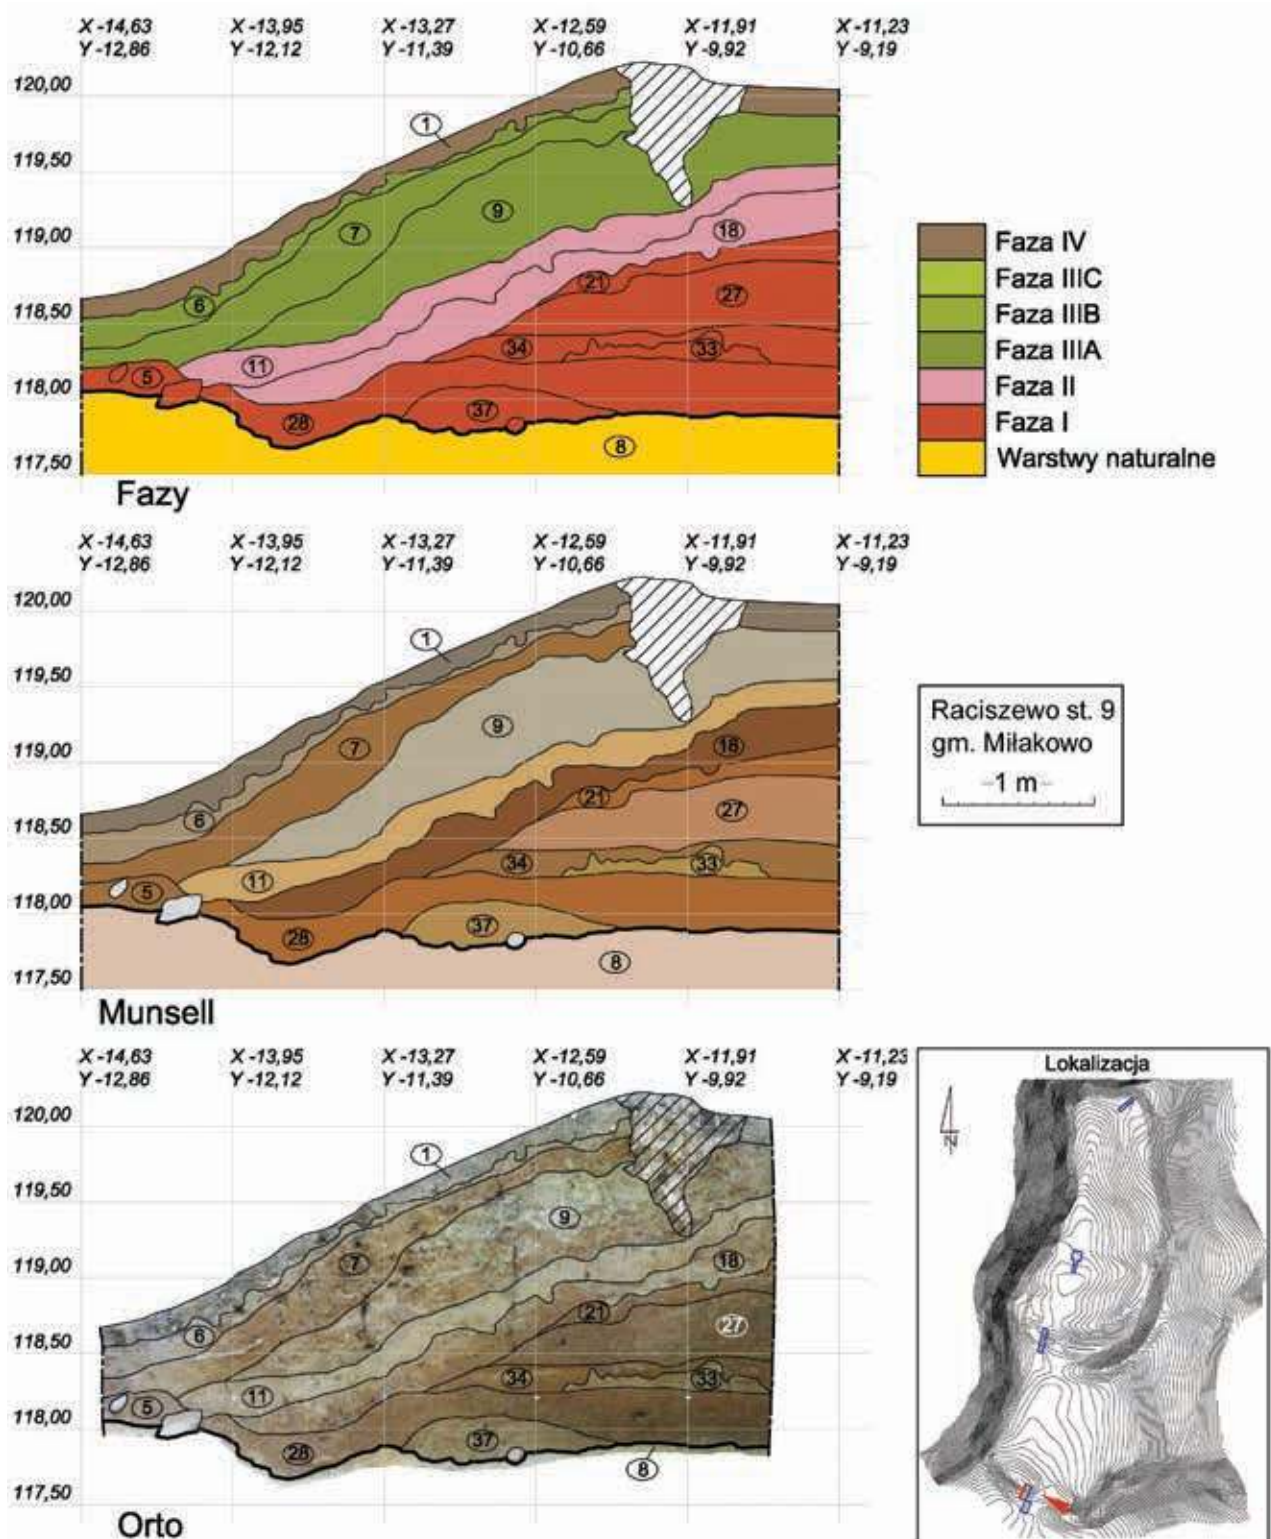 X -14,63 X -13,95 X -13,27 X -12,59 X -11,91 X -11,23
Y -12,86 Y -12,12 Y -11,39 Y -10,66 Y -9,92 Y -9,19
120,00
1
119,50
9
7
119,00
18
21
27
118,50
6
34
33
11
5
118,00
37
28
8
117,50
Fazy
Faza IV
Faza IIIC
Faza IIIB
Faza IIIA
Faza II
Faza I
Warstwy naturalne
X -14,63 X -13,95 X -13,27 X -12,59 X -11,91 X -11,23
Y -12,86 Y -12,12 Y -11,39 Y -10,66 Y -9,92 Y -9,19
120,00
1
119,50
9
7
119,00
18
21
27
118,50
6
34
33
11
5
118,00
37
28
8
117,50
Munsell
Raciszewo st. 9
gm. Miłakowo
1 m
X -14,63 X -13,95 X -13,27 X -12,59 X -11,91 X -11,23
Y -12,86 Y -12,12 Y -11,39 Y -10,66 Y -9,92 Y -9,19
120,00
1
119,50
9
7
119,00
18
21
27
118,50
6
34
33
11
5
118,00
37
28
8
117,50
Orto
Lokalizacja
N